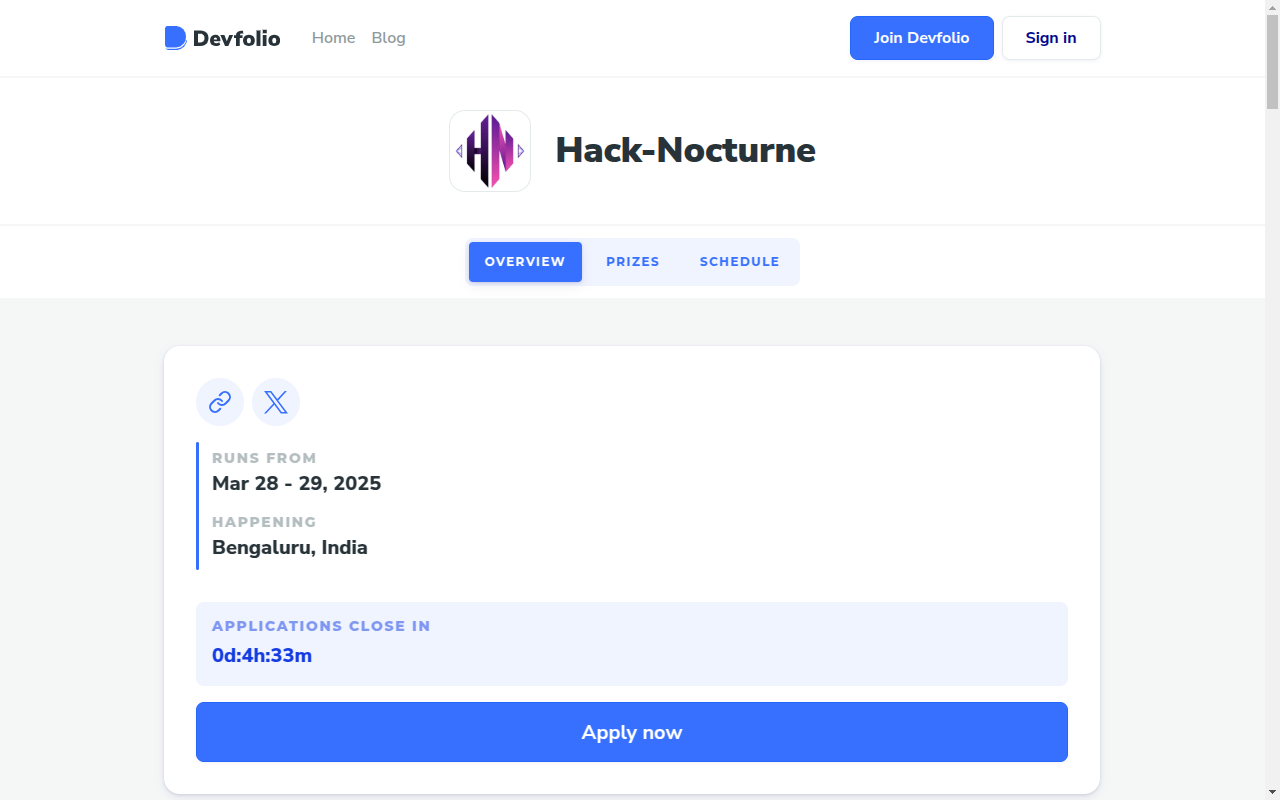 Devfolio
Home
Blog
Join Devfolio
Sign in
HN
Hack-Nocturne
OVERVIEW
PRIZES
SCHEDULE
RUNS FROM
Mar 28 - 29, 2025
HAPPENING
Bengaluru, India
APPLICATIONS CLOSE IN
0d:4h:33m
Apply now